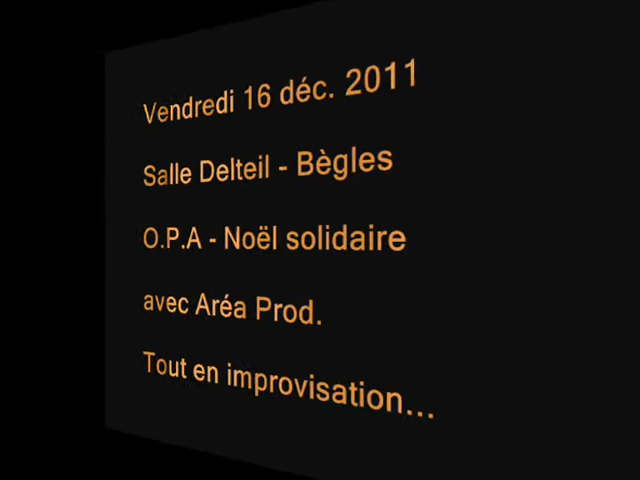 Vendredi 16 déc. 2011
Salle Delteil - Bègles
O.P.A - Noël solidaire
avec Aréa Prod.
Tout en improvisation...